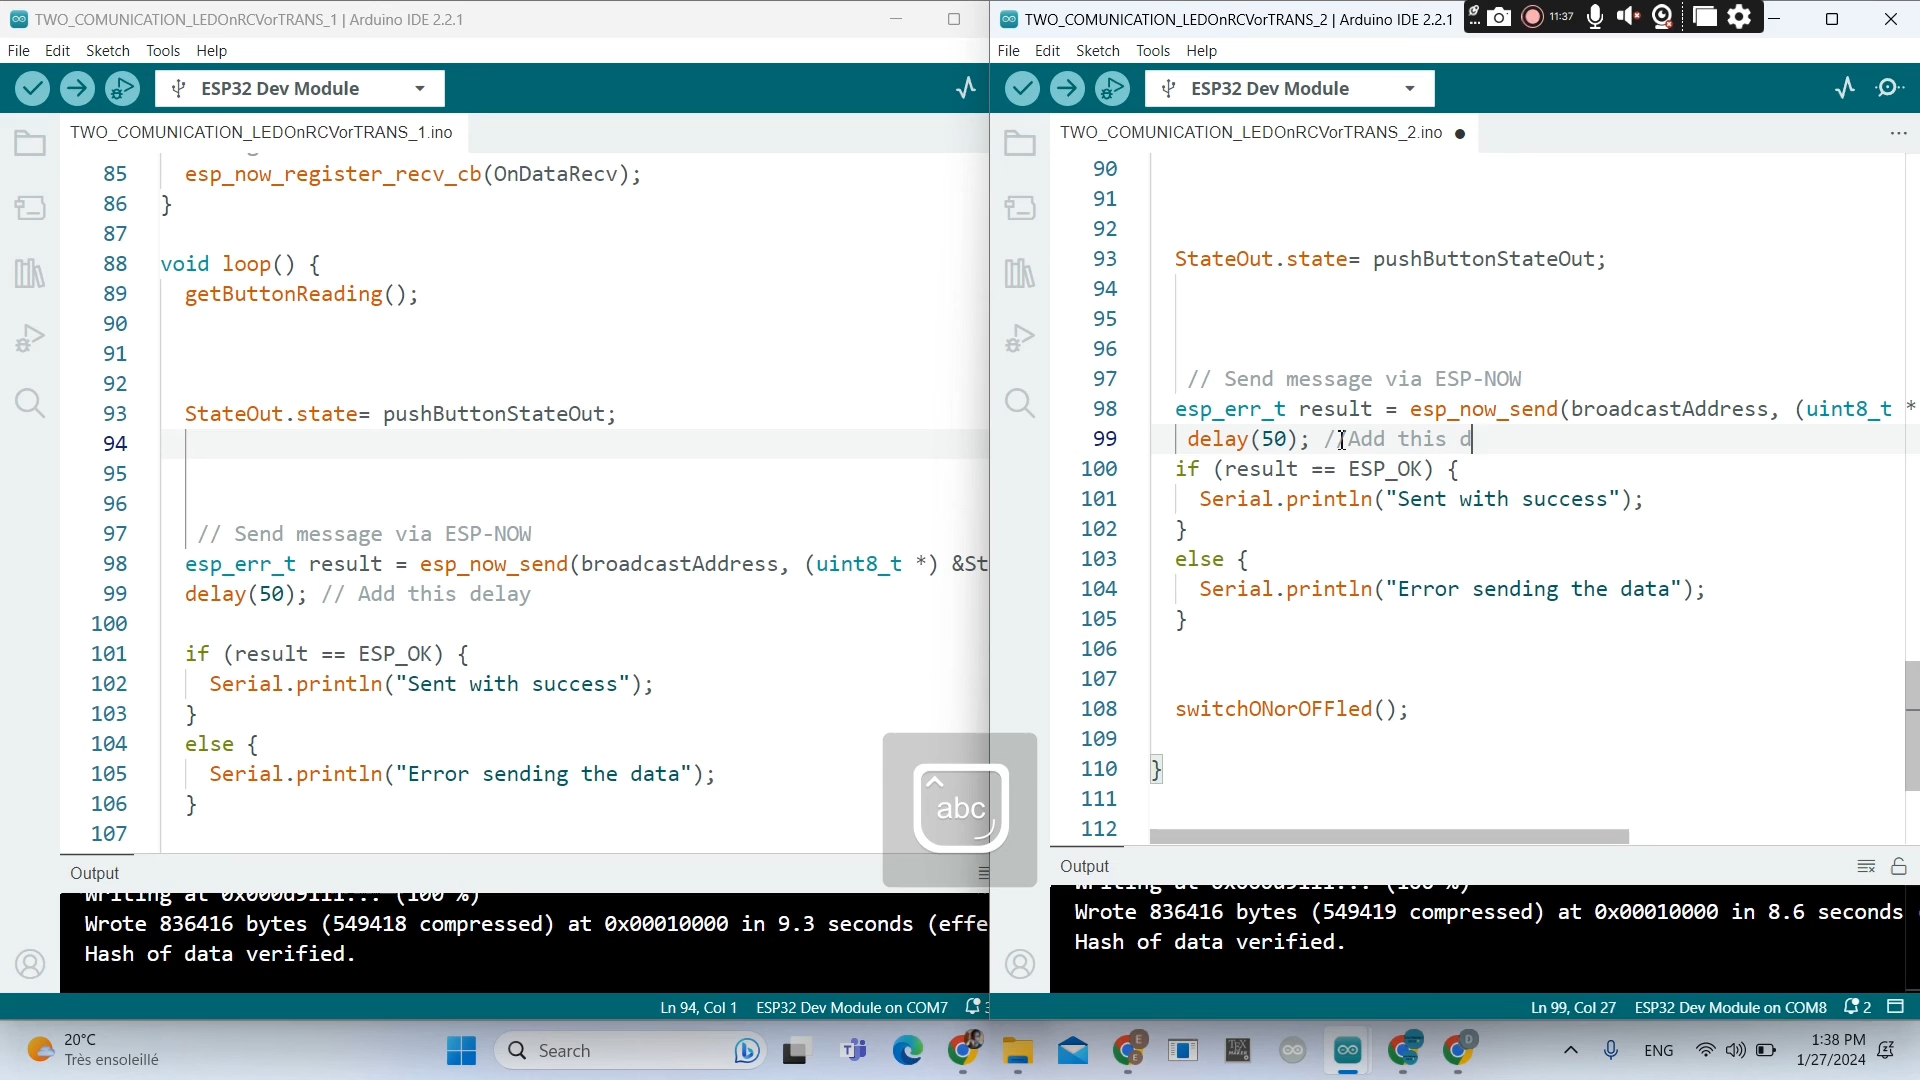 TWO_COMUNICATION_LEDOnRCVorTRANS_1 | Arduino IDE 2.2.1
File Edit Sketch Tools Help
ESP32 Dev Module
TWO_COMUNICATION_LEDOnRCVorTRANS_1.ino
85 esp_now_register_recv_cb(OnDataRecv);
86 }
87
88 void loop() {
89 getButtonReading();
90
91
92
93 StateOut.state= pushButtonStateOut;
94
95
96
97 // Send message via ESP-NOW
98 esp_err_t result = esp_now_send(broadcastAddress, (uint8_t *) &St
99 delay(50); // Add this delay
100
101 if (result == ESP_OK) {
102 Serial.println("Sent with success");
103 }
104 else {
105 Serial.println("Error sending the data");
106 }
107
Output
Writing at 0x000d9111... (100 %)
Wrote 836416 bytes (549418 compressed) at 0x00010000 in 9.3 seconds (effe
Hash of data verified.
Ln 94, Col 1 ESP32 Dev Module on COM7 3
TWO_COMUNICATION_LEDOnRCVorTRANS_2 | Arduino IDE 2.2.1
11:37
File Edit Sketch Tools Help
ESP32 Dev Module
TWO_COMUNICATION_LEDOnRCVorTRANS_2.ino
90
91
92
93 StateOut.state= pushButtonStateOut;
94
95
96
97 // Send message via ESP-NOW
98 esp_err_t result = esp_now_send(broadcastAddress, (uint8_t *
99 delay(50); //Add this d
100 if (result == ESP_OK) {
101 Serial.println("Sent with success");
102 }
103 else {
104 Serial.println("Error sending the data");
105 }
106
107
108 switchONorOFFled();
109
110 }
111
112
Output
Wrote 836416 bytes (549419 compressed) at 0x00010000 in 8.6 seconds
Hash of data verified.
Ln 99, Col 27 ESP32 Dev Module on COM8 2
abc
20°C
Très ensoleillé
Search
ENG
1:38 PM
1/27/2024